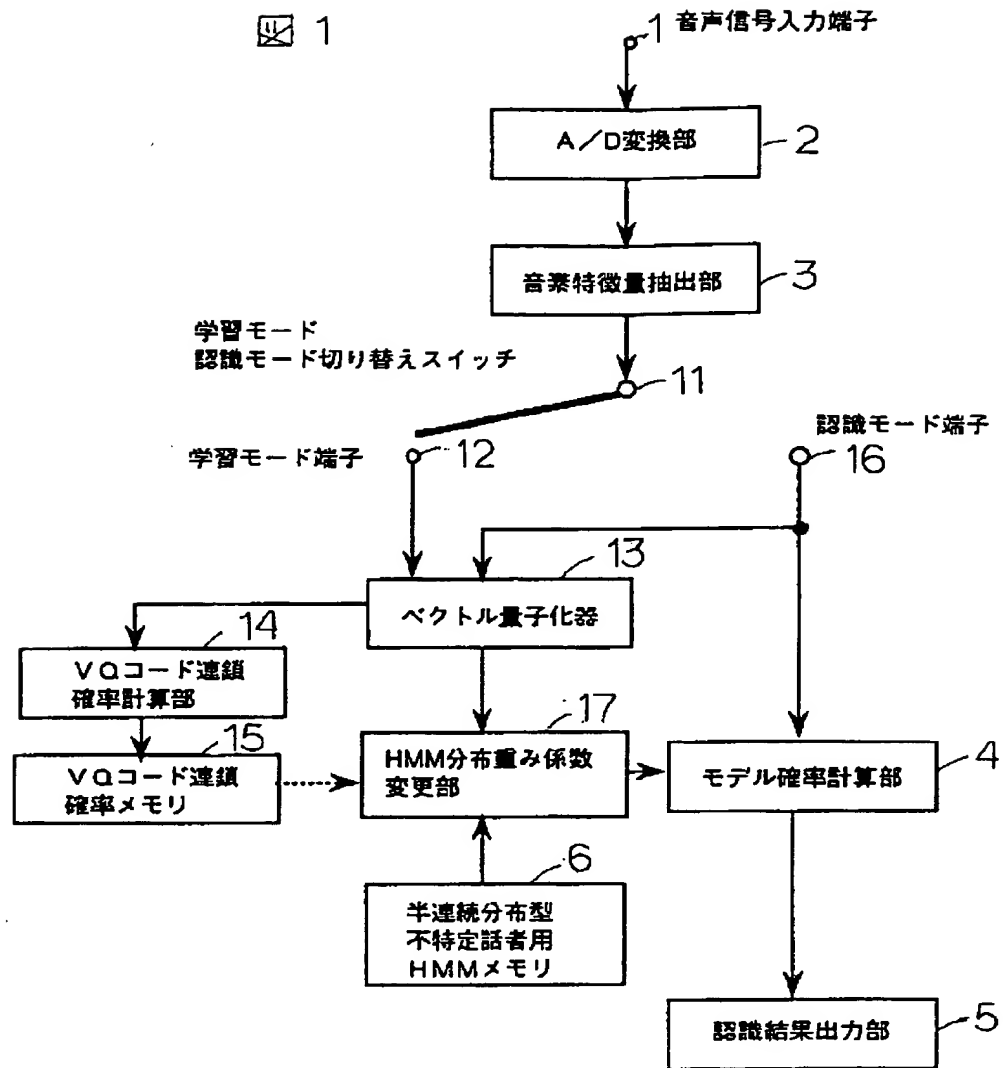 図 1
1 音声信号入力端子
A/D変換部
2
音楽特徴量抽出部
3
学習モード
認識モード切り替えスイッチ
11
認識モード端子
学習モード端子
12
16
13
ベクトル量子化器
14
VQコード連鎖
確率計算部
15
VQコード連鎖
確率メモリ
17
HMM分布重み係数
変更部
モデル確率計算部
4
6
半連続分布型
不特定話者用
HMMメモリ
認識結果出力部
5